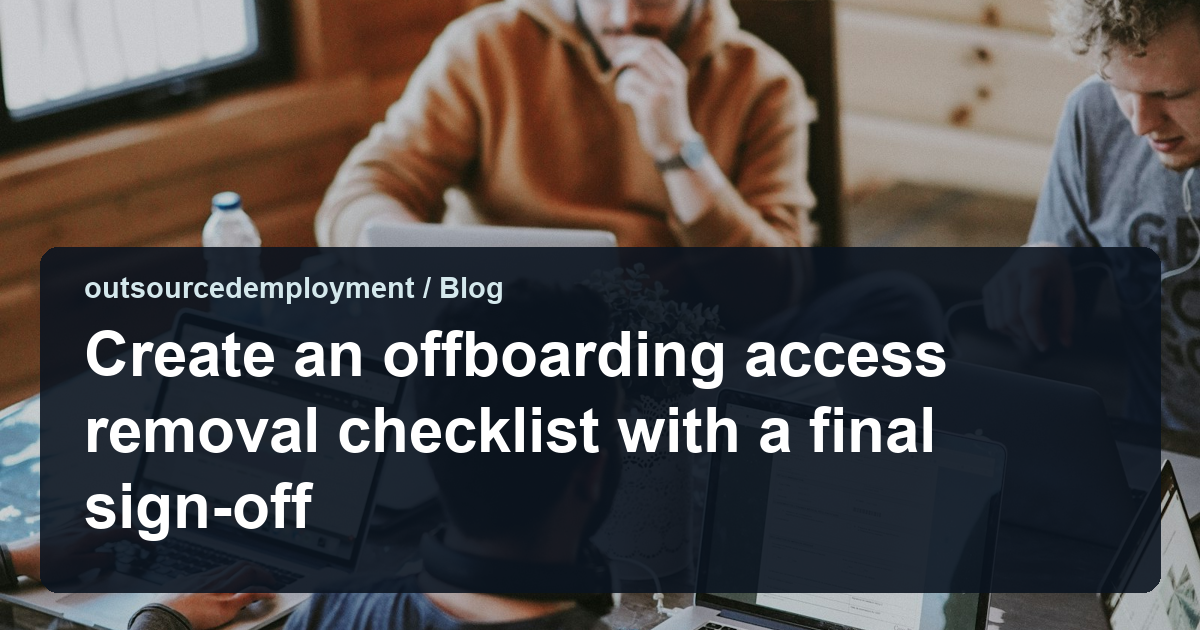 outsourcedemployment / Blog
Create an offboarding access
removal checklist with a final
sign-off